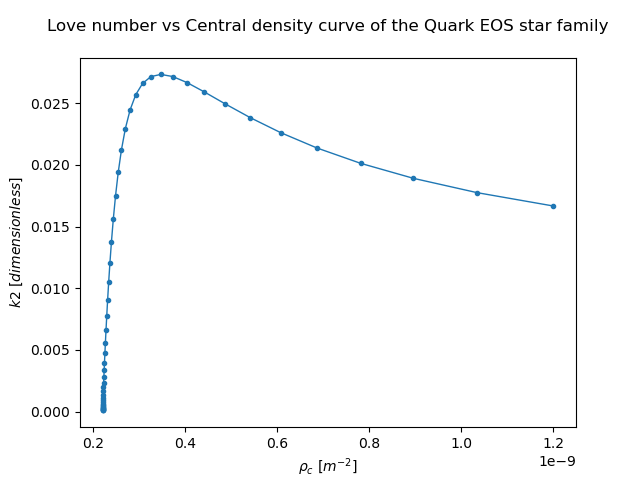 Love number vs Central density curve of the Quark EOS star family
0.025
0.020
0.015
0.010
0.005
0.000
k2 [dimensionless]
0.2 0.4 0.6 0.8 1.0 1.2
1e−9
ρ_c [m⁻²]